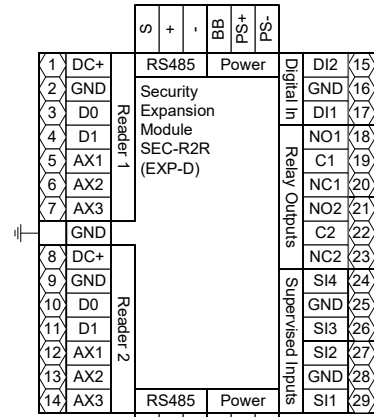 S + - BB PS+ PS-
RS485 Power
1 DC+
2 GND
3 D0
4 D1
5 AX1
6 AX2
7 AX3
Reader 1
GND
8 DC+
9 GND
10 D0
11 D1
12 AX1
13 AX2
14 AX3
Reader 2
Security
Expansion
Module
SEC-R2R
(EXP-D)
RS485 Power
Digital In
DI2 15
GND 16
DI1 17
Relay Outputs
NO1 18
C1 19
NC1 20
NO2 21
C2 22
NC2 23
Supervised Inputs
SI4 24
GND 25
SI3 26
SI2 27
GND 28
SI1 29